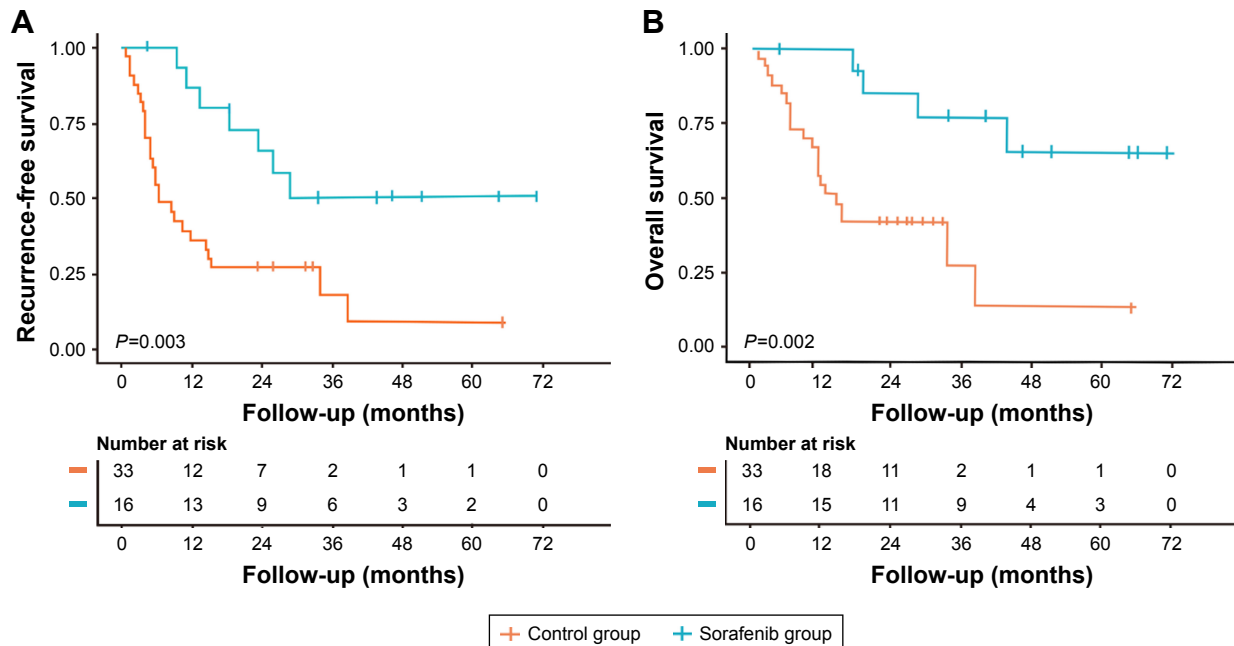 A
Recurrence-free survival
1.00
0.75
0.50
0.25
0.00
P=0.003
0 12 24 36 48 60 72
Follow-up (months)
Number at risk
33 12 7 2 1 1 0
16 13 9 6 3 2 0
0 12 24 36 48 60 72
Follow-up (months)
B
Overall survival
1.00
0.75
0.50
0.25
0.00
P=0.002
0 12 24 36 48 60 72
Follow-up (months)
Number at risk
33 18 11 2 1 1 0
16 15 11 9 4 3 0
0 12 24 36 48 60 72
Follow-up (months)
Control group Sorafenib group